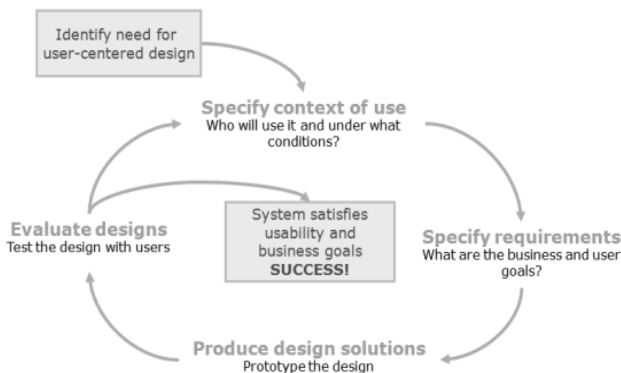 Identify need for
user-centered design
Specify context of use
Who will use it and under what
conditions?
Evaluate designs
Test the design with users
System satisfies
usability and
business goals
SUCCESS!
Specify requirements
What are the business and user
goals?
Produce design solutions
Prototype the design